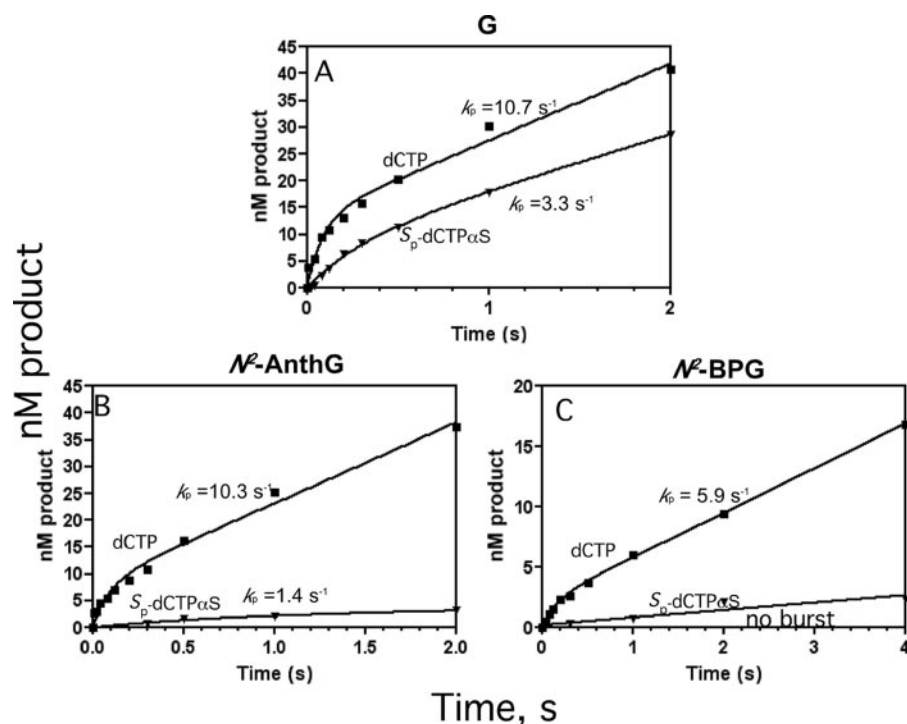 G
A
nM product
45
40
35
30
25
20
15
10
5
0
kp=10.7 s-1
dCTP
kp=3.3 s-1
Sp-dCTPαS
0
1
2
Time (s)
nM product
N2-AnthG
B
nM product
45
40
35
30
25
20
15
10
5
0
kp=10.3 s-1
dCTP
kp=1.4 s-1
Sp-dCTPαS
0.0
0.5
1.0
1.5
2.0
Time (s)
N2-BPG
C
nM product
20
15
10
5
0
kp = 5.9 s-1
dCTP
Sp-dCTPαS
no burst
0
1
2
3
4
Time (s)
Time, s